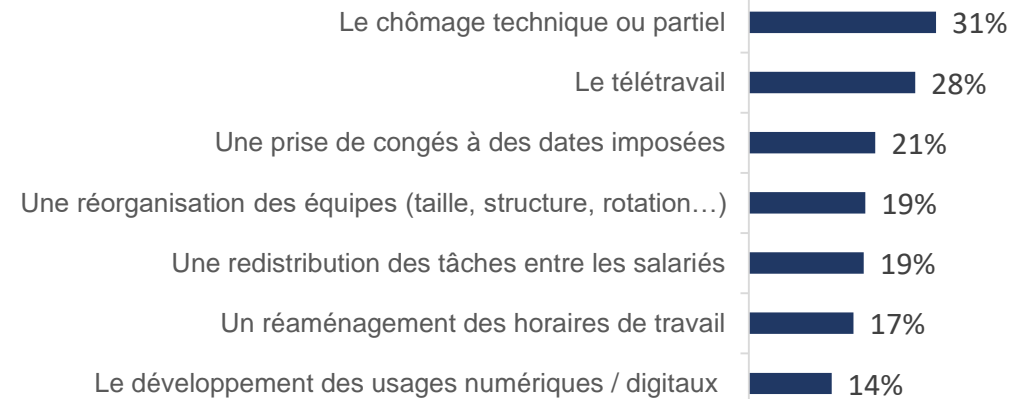 Le chômage technique ou partiel 31%
Le télétravail 28%
Une prise de congés à des dates imposées 21%
Une réorganisation des équipes (taille, structure, rotation…) 19%
Une redistribution des tâches entre les salariés 19%
Un réaménagement des horaires de travail 17%
Le développement des usages numériques / digitaux 14%